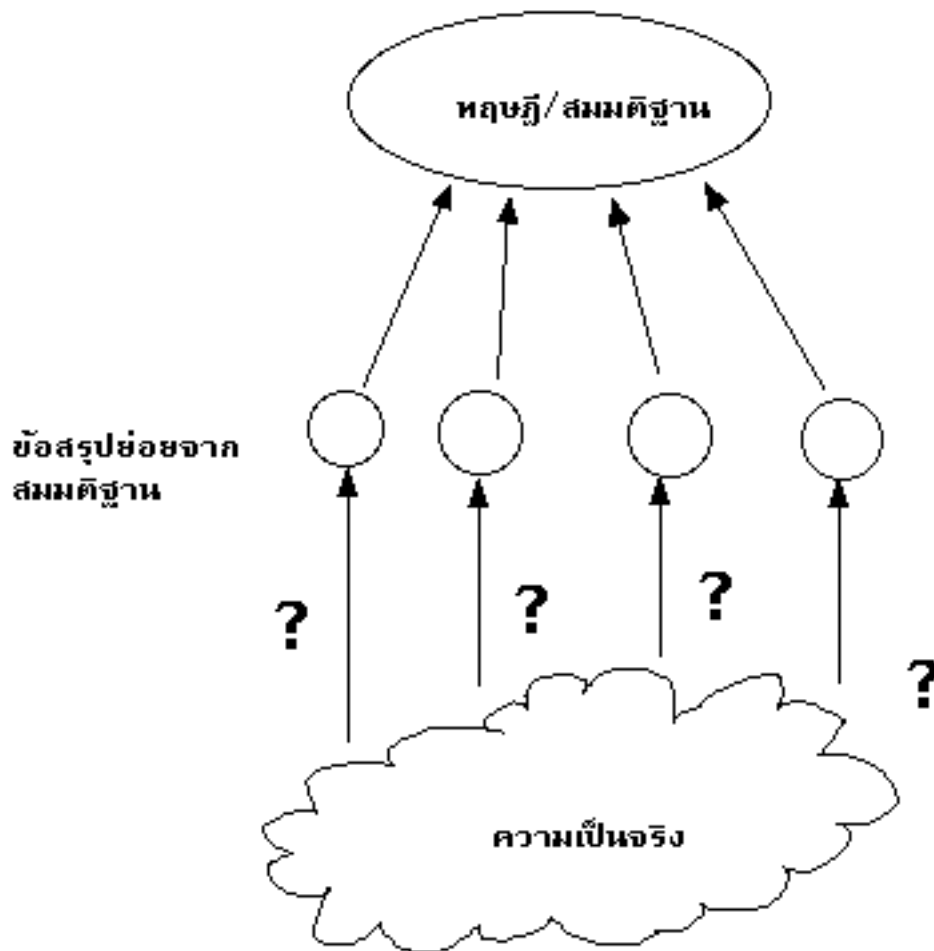 ทฤษฎี/สมมติฐาน
ข้อสรุปย่อยจาก
สมมติฐาน
?
?
?
?
ความเป็นจริง